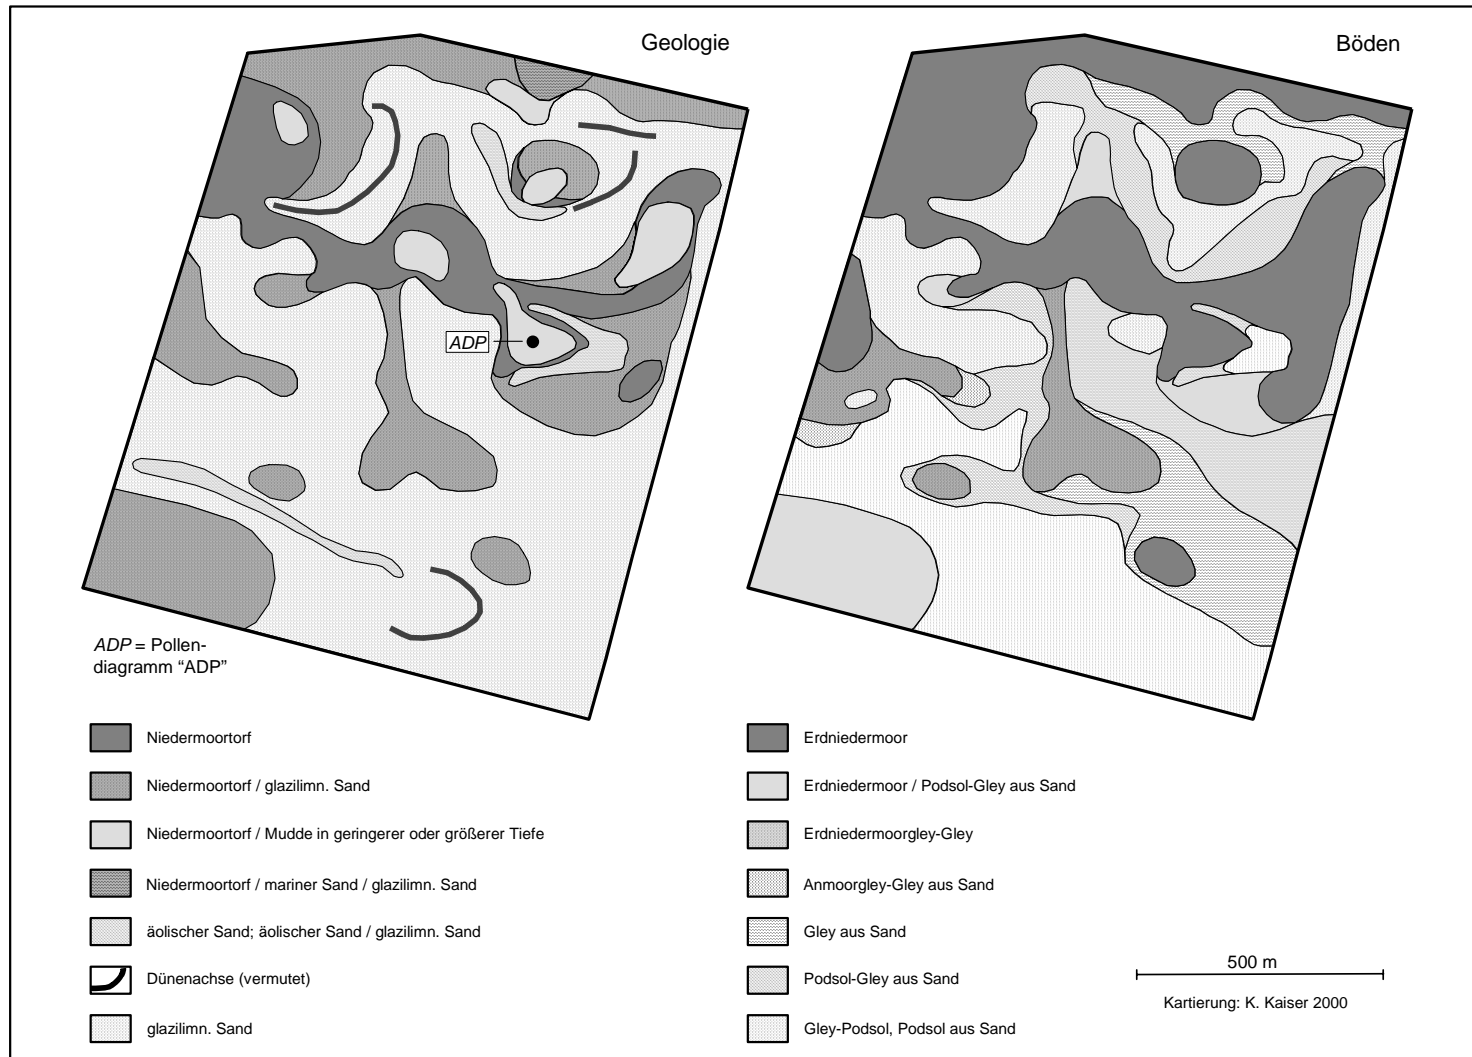 Geologie
Böden
ADP
ADP = Pollen-
diagramm “ADP”
Niedermoortorf
Niedermoortorf / glazilimn. Sand
Niedermoortorf / Mudde in geringerer oder größerer Tiefe
Niedermoortorf / mariner Sand / glazilimn. Sand
äolischer Sand; äolischer Sand / glazilimn. Sand
Dünenachse (vermutet)
glazilimn. Sand
Erdniedermoor
Erdniedermoor / Podsol-Gley aus Sand
Erdniedermoorgley-Gley
Anmoorgley-Gley aus Sand
Gley aus Sand
Podsol-Gley aus Sand
Gley-Podsol, Podsol aus Sand
500 m
Kartierung: K. Kaiser 2000